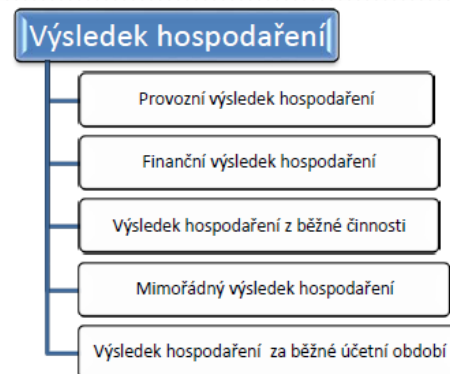 Výsledek hospodaření
Provozní výsledek hospodaření
Finanční výsledek hospodaření
Výsledek hospodaření z běžné činnosti
Mimořádný výsledek hospodaření
Výsledek hospodaření za běžné účetní období